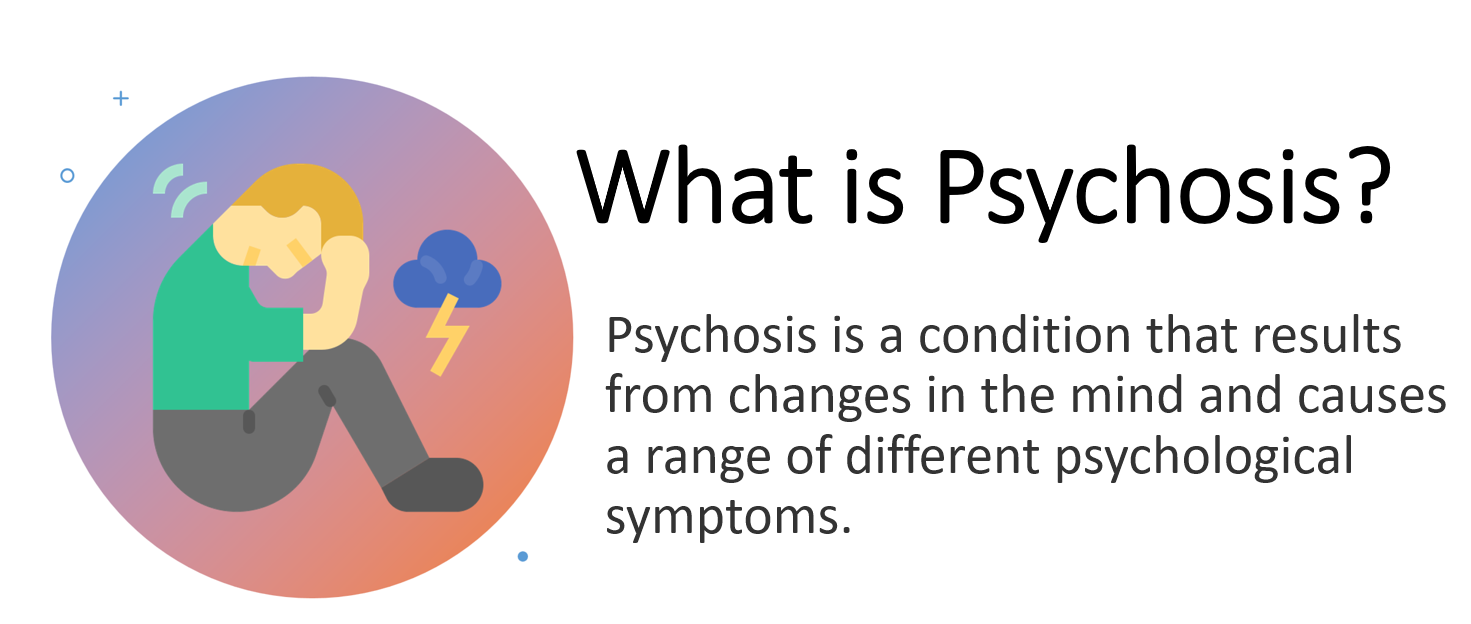 What is Psychosis?
Psychosis is a condition that results
from changes in the mind and causes
a range of different psychological
symptoms.